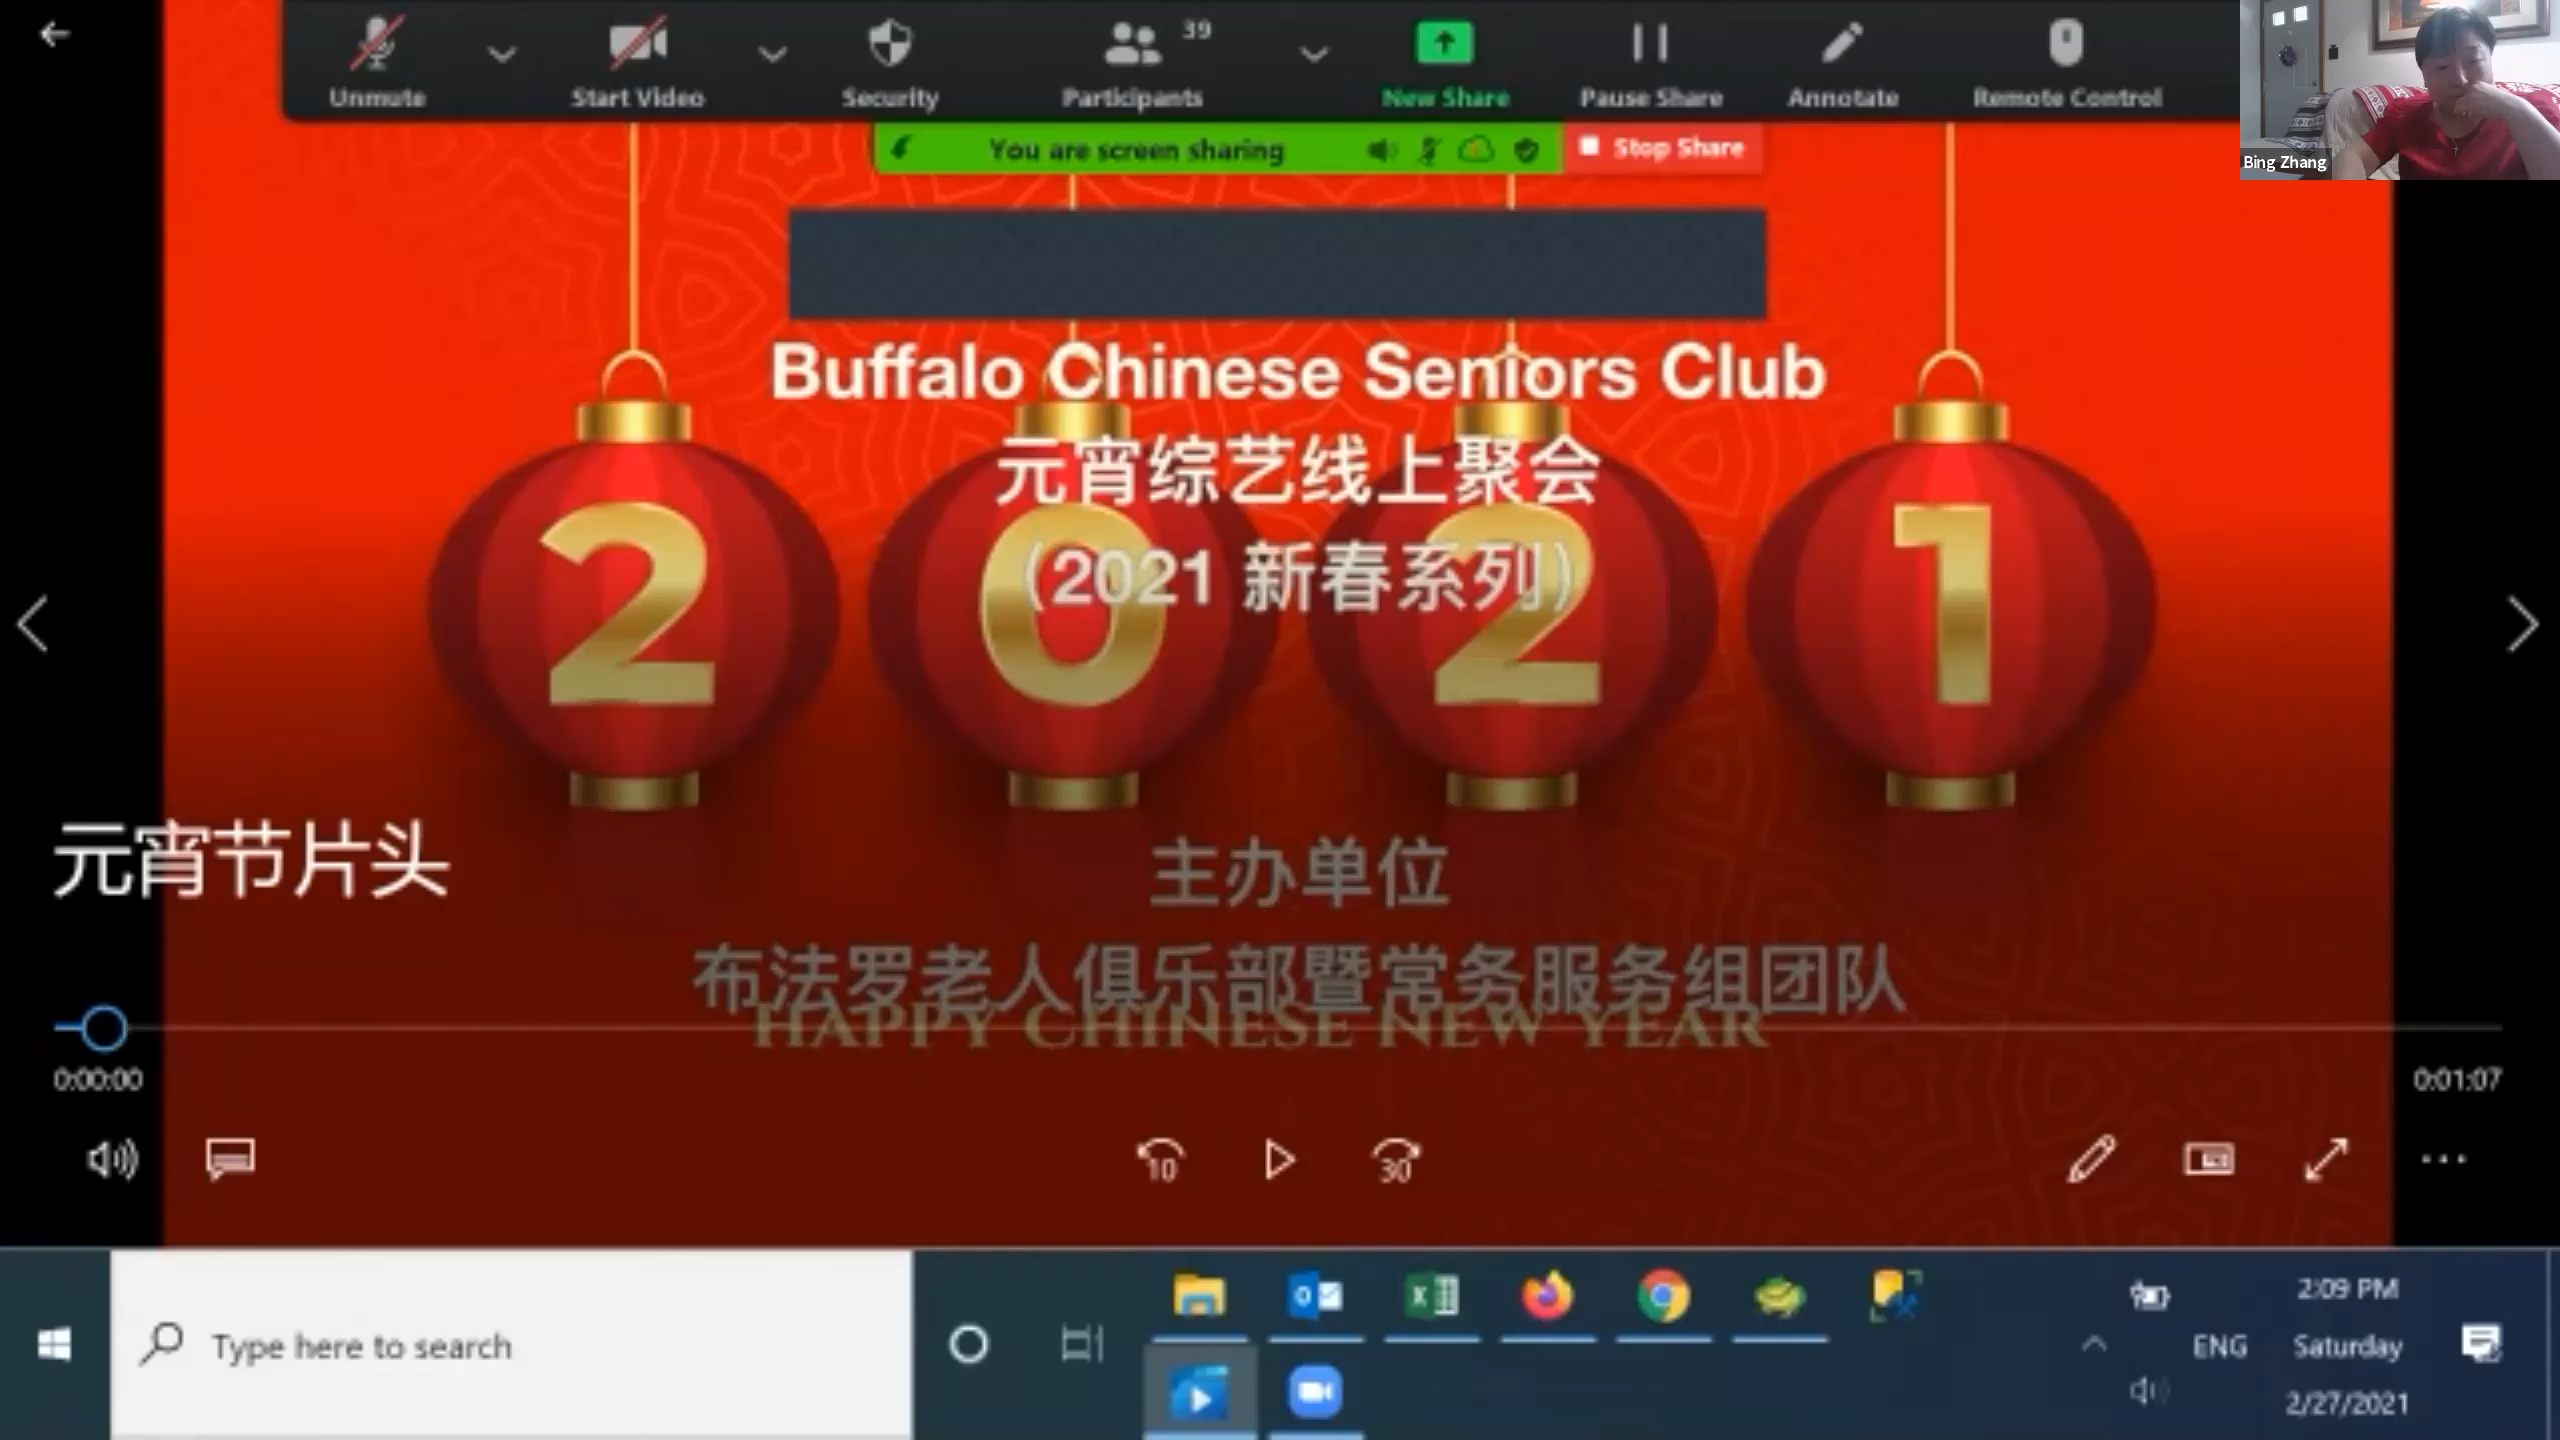 39
Unmute
Start Video
Security
Participants
New Share
Pause Share
Annotate
Remote Control
You are screen sharing
Stop Share
Bing Zhang
Buffalo Chinese Seniors Club
元宵综艺线上聚会
（2021 新春系列）
2 0 2 1
元宵节片头
主办单位
布法罗老人俱乐部暨常务服务组团队
HAPPY CHINESE NEW YEAR
0:00:00
0:01:07
10
30
Type here to search
2:09 PM
ENG
Saturday
2/27/2021